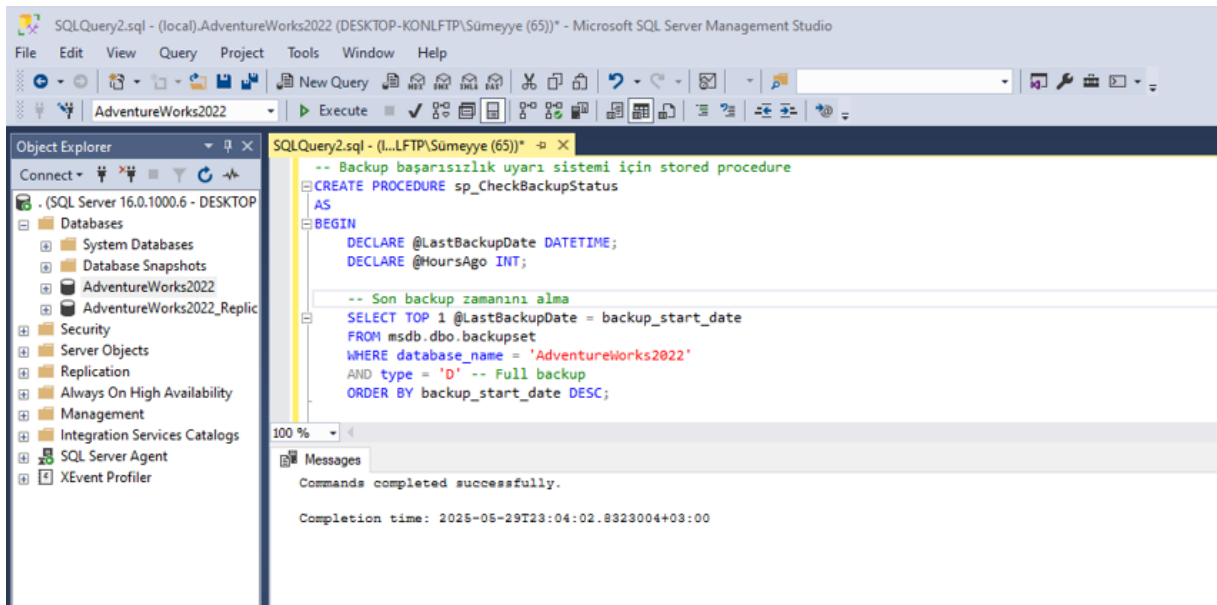 SQLQuery2.sql - (local).AdventureWorks2022 (DESKTOP-KONLFTP\Sümeyye (65))* - Microsoft SQL Server Management Studio
File Edit View Query Project Tools Window Help
New Query
AdventureWorks2022 Execute
Object Explorer
Connect
. (SQL Server 16.0.1000.6 - DESKTOP
Databases
System Databases
Database Snapshots
AdventureWorks2022
AdventureWorks2022_Replic
Security
Server Objects
Replication
Always On High Availability
Management
Integration Services Catalogs
SQL Server Agent
XEvent Profiler
SQLQuery2.sql - (l...LFTP\Sümeyye (65))*
-- Backup başarısızlık uyarı sistemi için stored procedure
CREATE PROCEDURE sp_CheckBackupStatus
AS
BEGIN
DECLARE @LastBackupDate DATETIME;
DECLARE @HoursAgo INT;
-- Son backup zamanını alma
SELECT TOP 1 @LastBackupDate = backup_start_date
FROM msdb.dbo.backupset
WHERE database_name = 'AdventureWorks2022'
AND type = 'D' -- Full backup
ORDER BY backup_start_date DESC;
100 %
Messages
Commands completed successfully.
Completion time: 2025-05-29T23:04:02.8323004+03:00